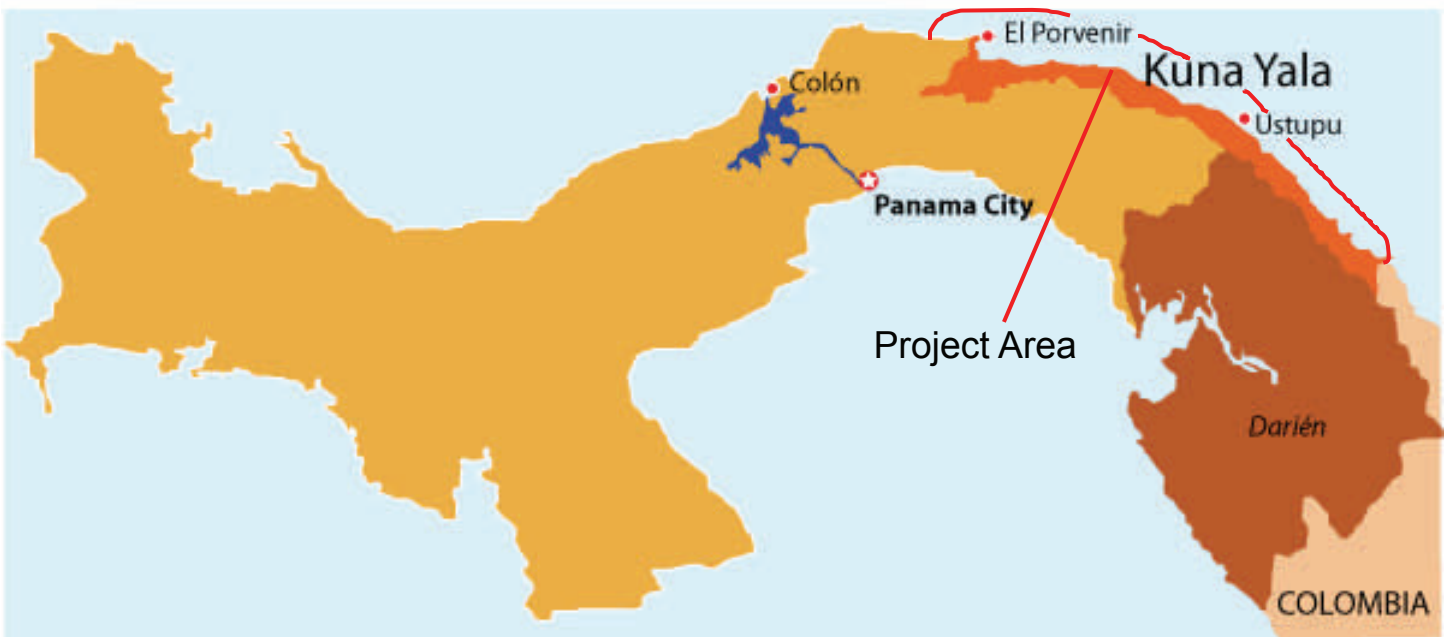 El Porvenir
Kuna Yala
Colón
Ustupu
Panama City
Project Area
Darién
COLOMBIA